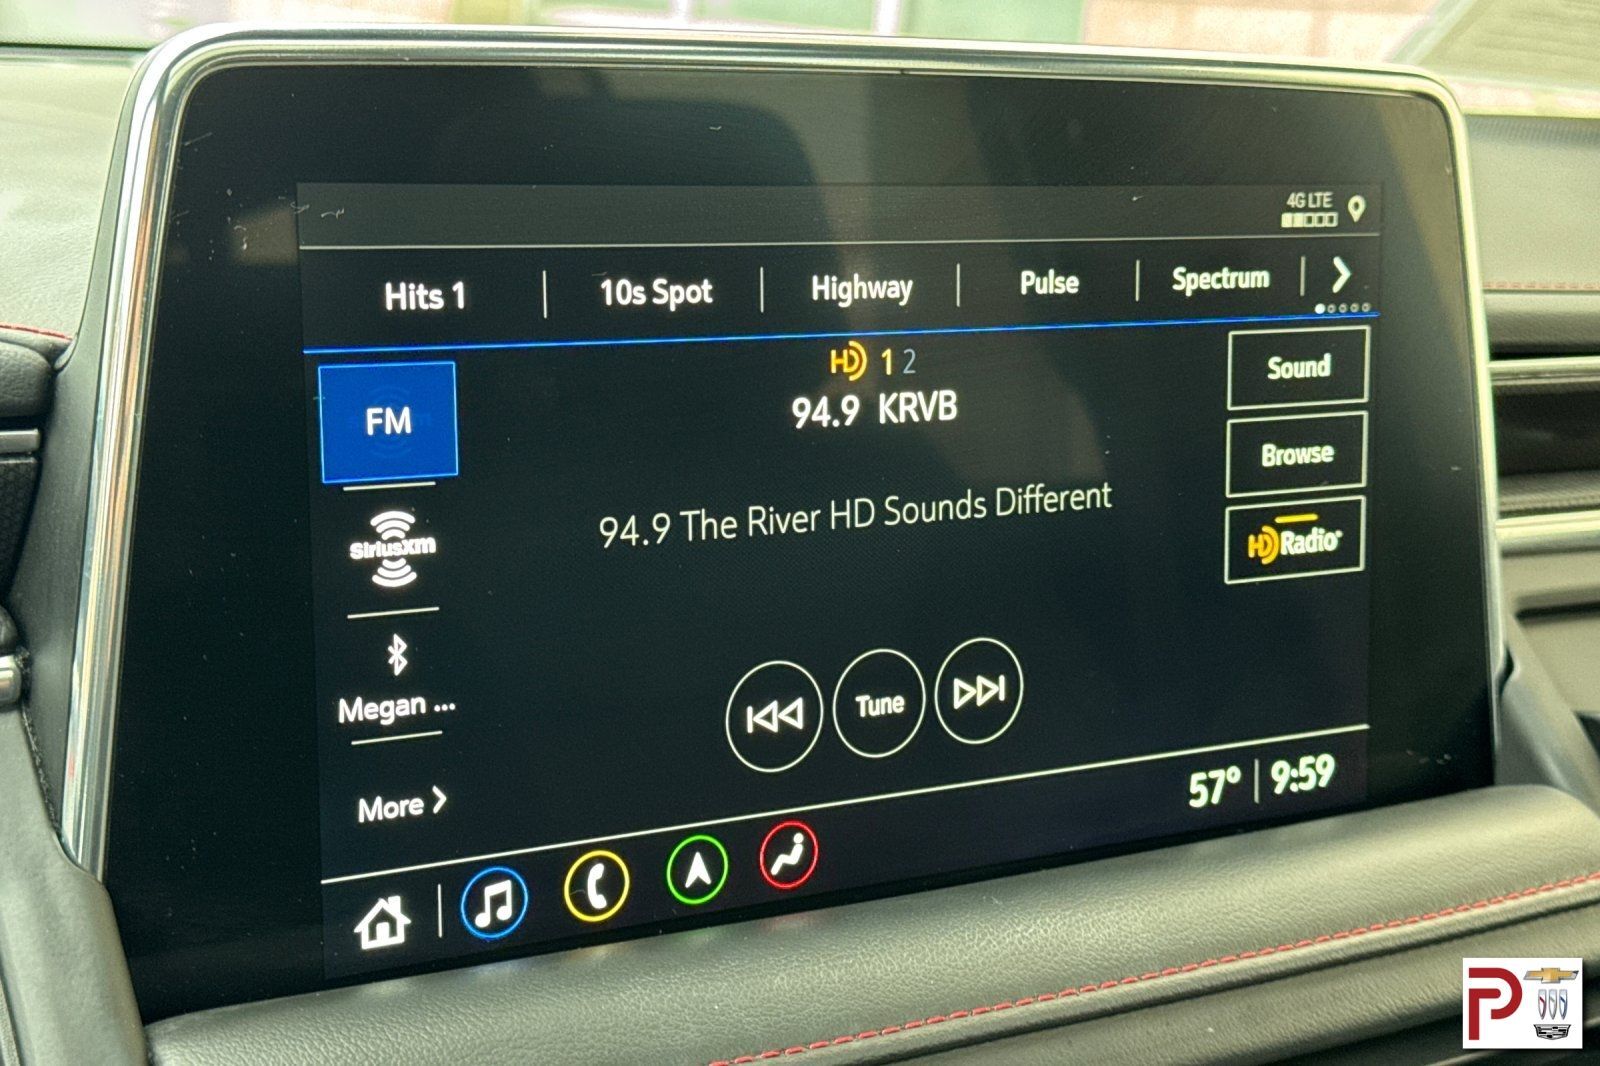 4G LTE
Hits 1 | 10s Spot | Highway | Pulse | Spectrum
HD 1 2
94.9 KRVB
94.9 The River HD Sounds Different
FM
SiriusXM
Megan ...
More
Sound
Browse
HD Radio
Tune
57° | 9:59
P